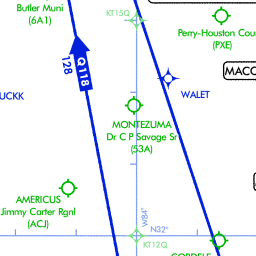 Butler Muni
(6A1)
KT15Q
Perry-Houston Cou
(PXE)
Q118
128
MACO
WALET
UCKK
MONTEZUMA
Dr C P Savage Sr
(53A)
AMERICUS
Jimmy Carter Rgnl
(ACJ)
W84°
N32°
KT12Q
CORDELE